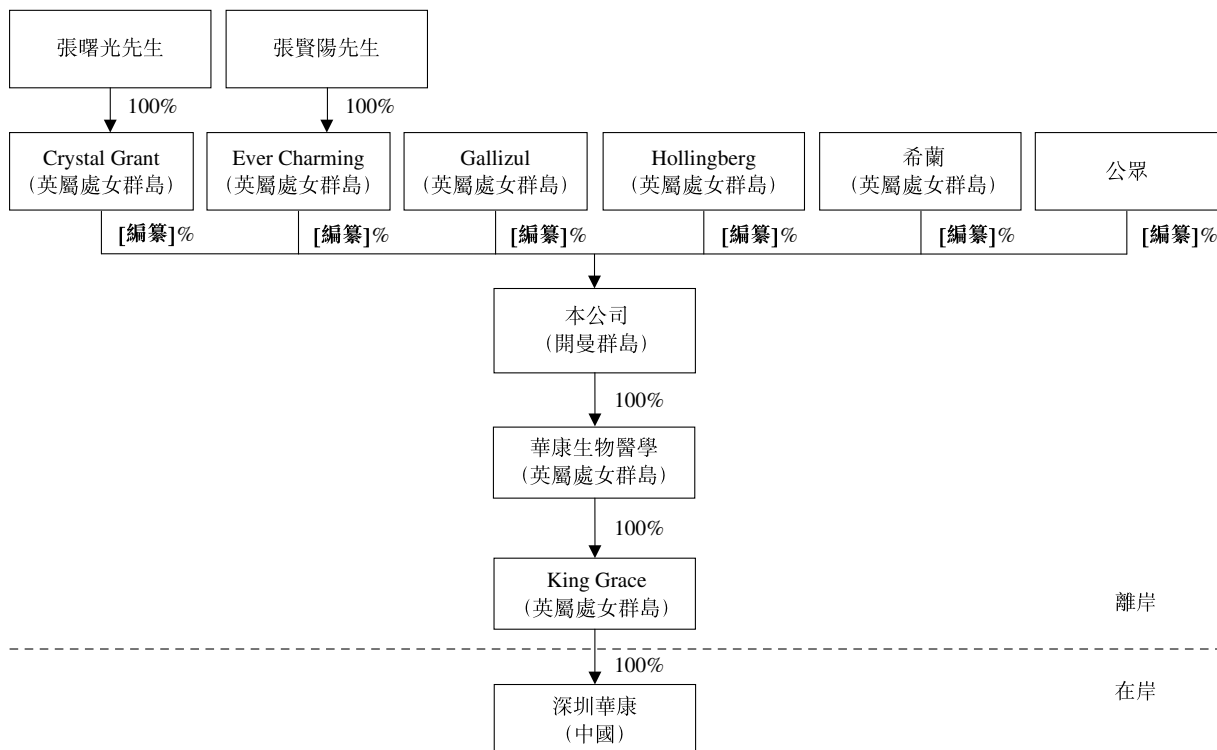 張曙光先生
張賢陽先生
100%
100%
Crystal Grant
(英屬處女群島)
Ever Charming
(英屬處女群島)
Gallizul
(英屬處女群島)
Hollingberg
(英屬處女群島)
希蘭
(英屬處女群島)
公眾
[編纂]%
[編纂]%
[編纂]%
[編纂]%
[編纂]%
[編纂]%
本公司
(開曼群島)
100%
華康生物醫學
(英屬處女群島)
100%
King Grace
(英屬處女群島)
離岸
100%
在岸
深圳華康
(中國)